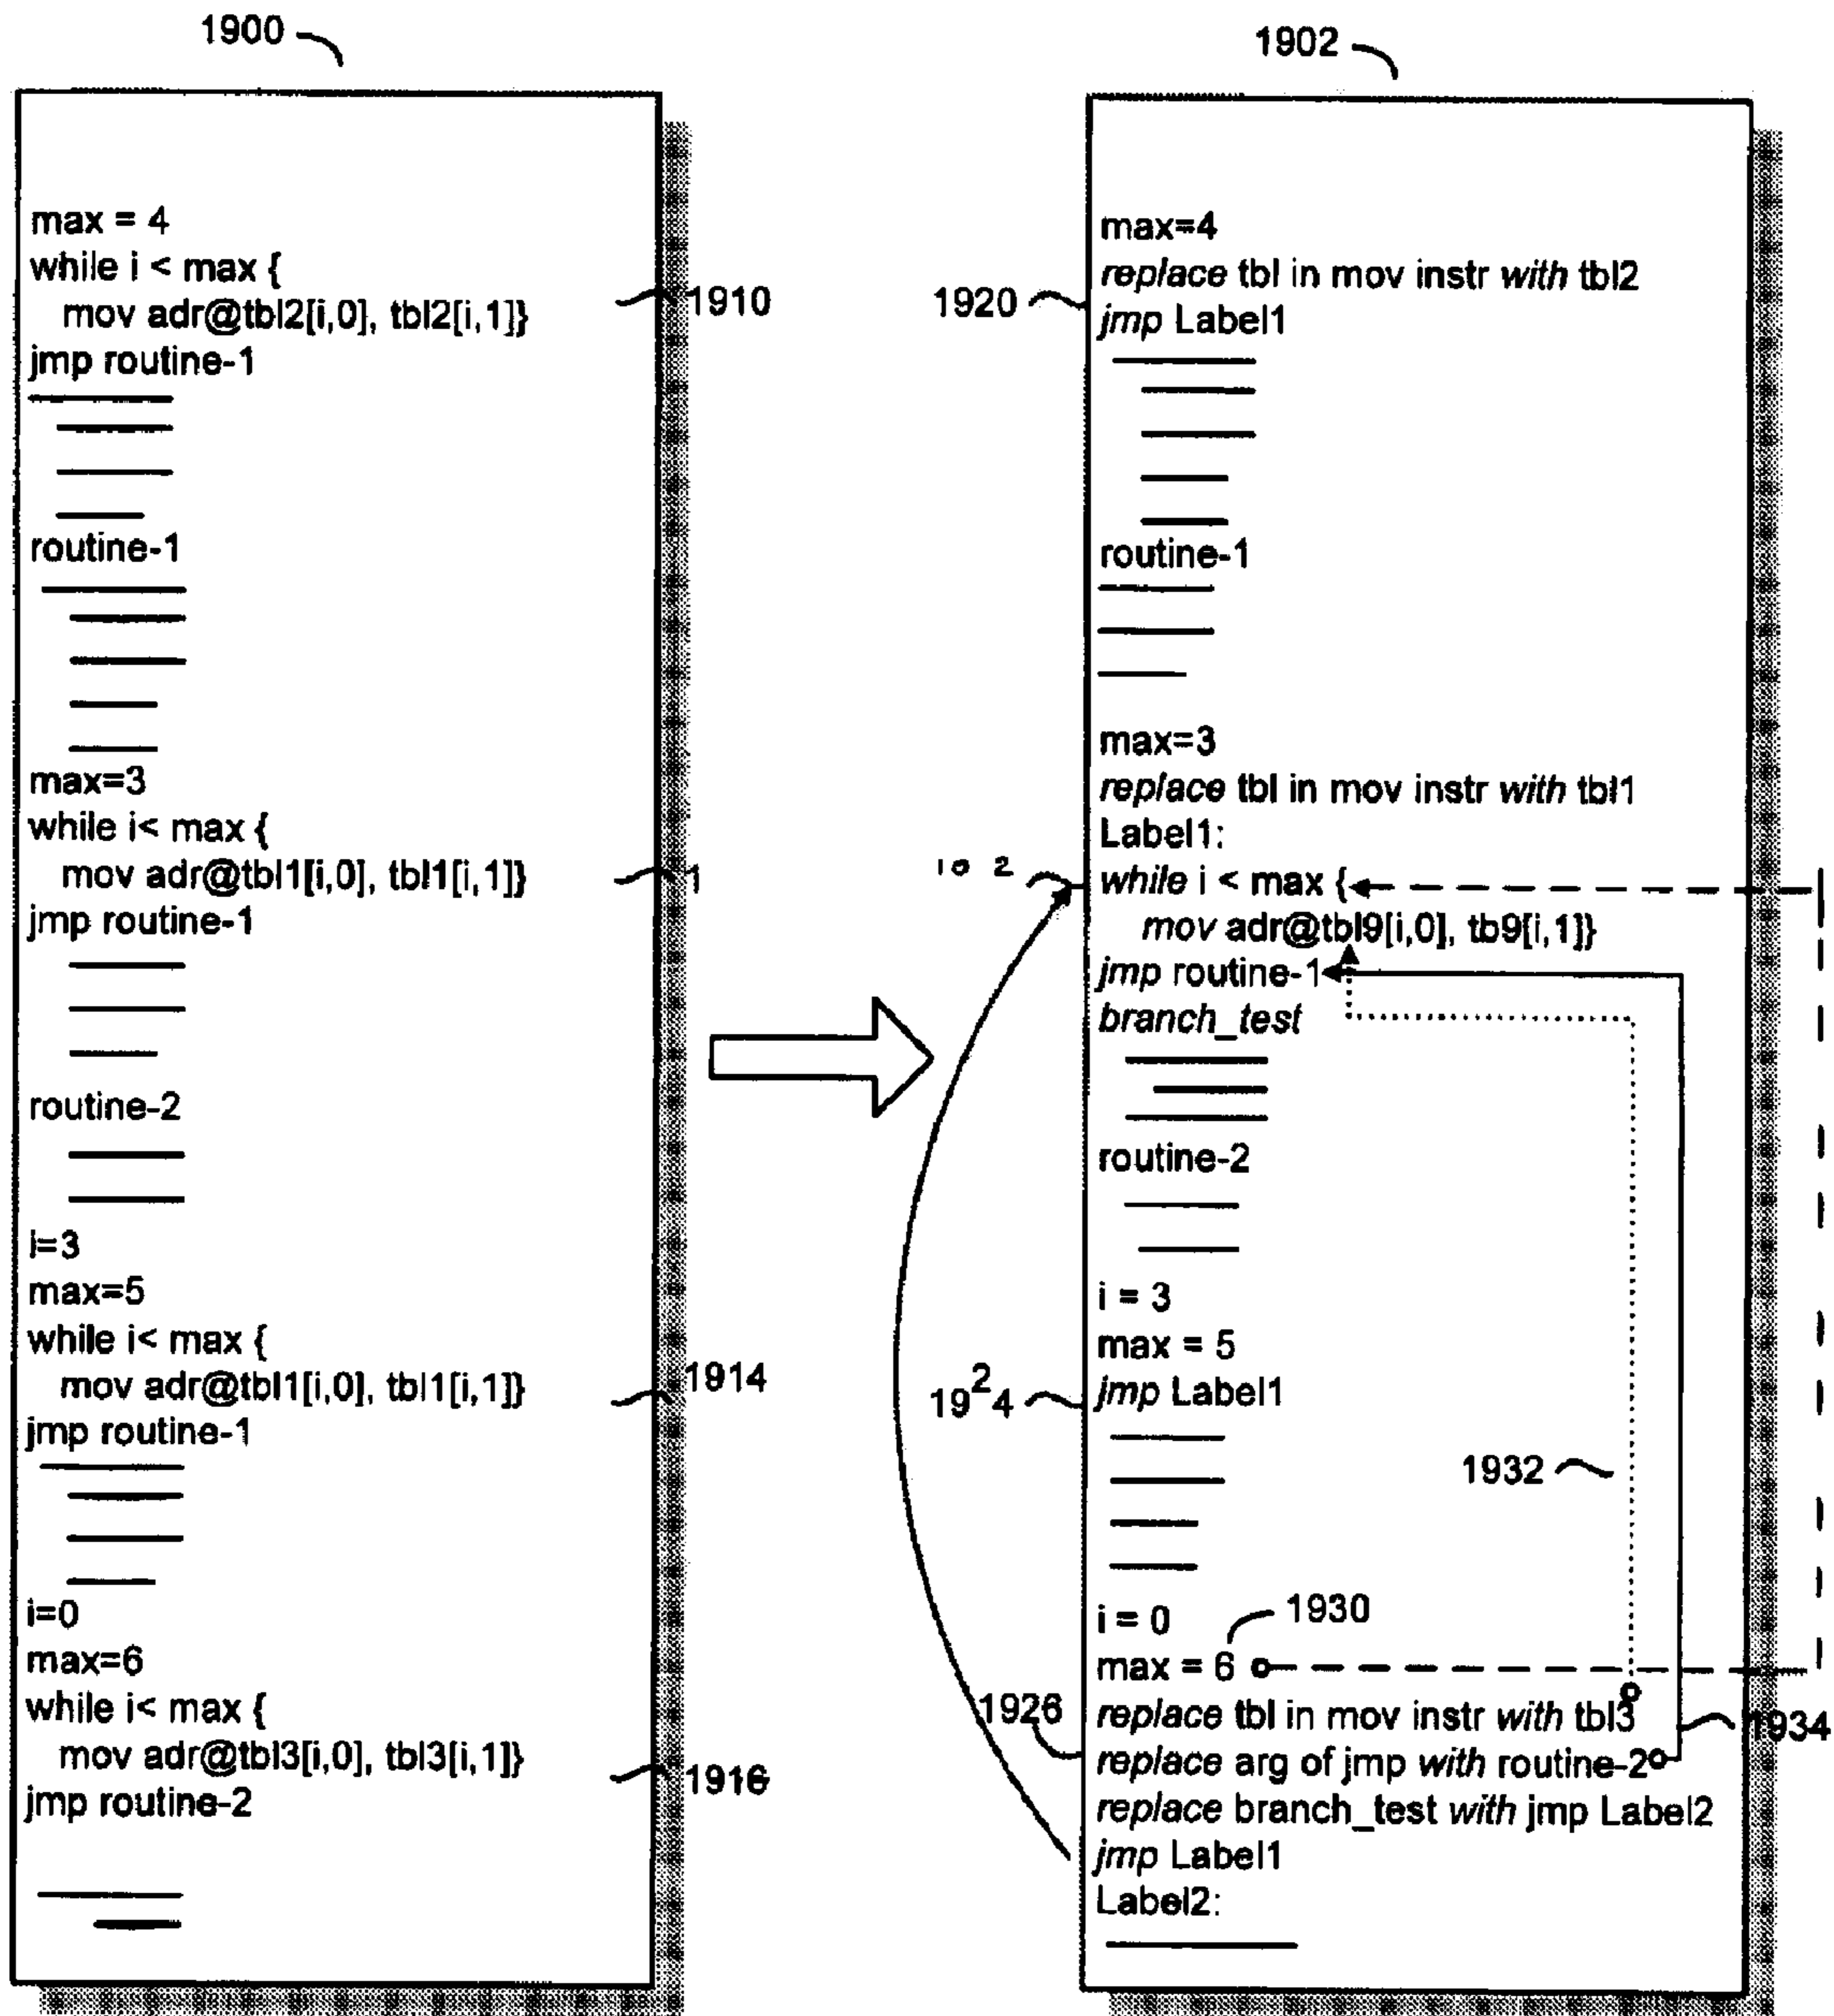 1900
max = 4
while i < max {
mov adr@tbl2[i,0], tbl2[i,1]}
1910
jmp routine-1
routine-1
max=3
while i< max {
mov adr@tbl1[i,0], tbl1[i,1]}
1
jmp routine-1
routine-2
i=3
max=5
while i< max {
mov adr@tbl1[i,0], tbl1[i,1]}
1914
jmp routine-1
i=0
max=6
while i< max {
mov adr@tbl3[i,0], tbl3[i,1]}
1916
jmp routine-2
1902
max=4
replace tbl in mov instr with tbl2
1920
jmp Label1
routine-1
max=3
replace tbl in mov instr with tbl1
Label1:
while i < max {
mov adr@tbl9[i,0], tb9[i,1]}
jmp routine-1
branch_test
routine-2
i = 3
max = 5
1924
jmp Label1
1932
i = 0
1930
max = 6
1926
replace tbl in mov instr with tbl3
1934
replace arg of jmp with routine-2
replace branch_test with jmp Label2
jmp Label1
Label2: